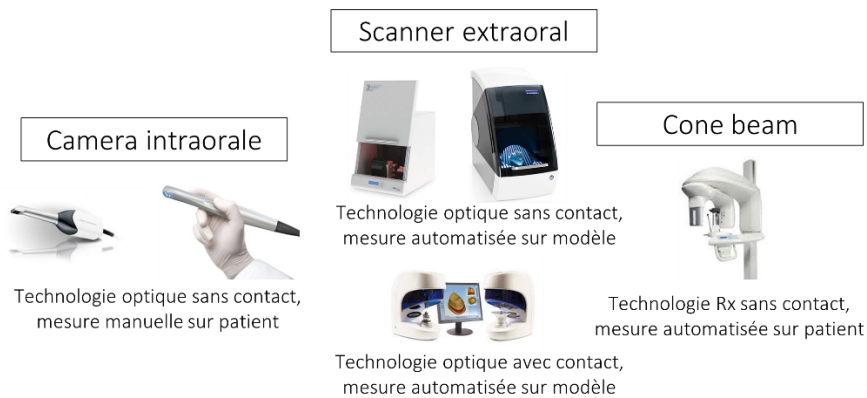 Scanner extraoral
Camera intraorale
Cone beam
Technologie optique sans contact,
mesure manuelle sur patient
Technologie optique sans contact,
mesure automatisée sur modèle
Technologie optique avec contact,
mesure automatisée sur modèle
Technologie Rx sans contact,
mesure automatisée sur patient